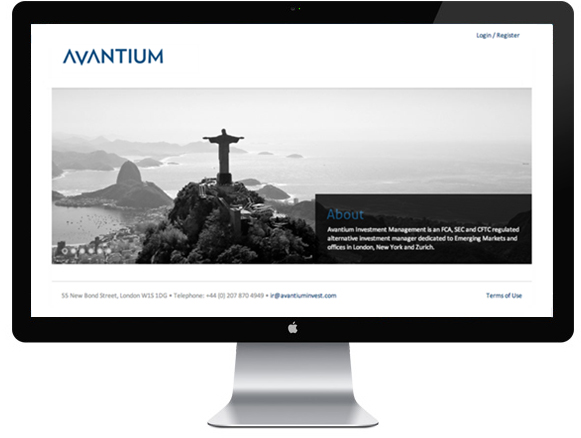 Login / Register
AVANTIUM
About
Avantium Investment Management is an FCA, SEC and CFTC regulated
alternative investment manager dedicated to Emerging Markets and
offices in London, New York and Zurich.
55 New Bond Street, London W1S 1DG • Telephone: +44 (0) 207 870 4949 • ir@avantiuminvest.com
Terms of Use